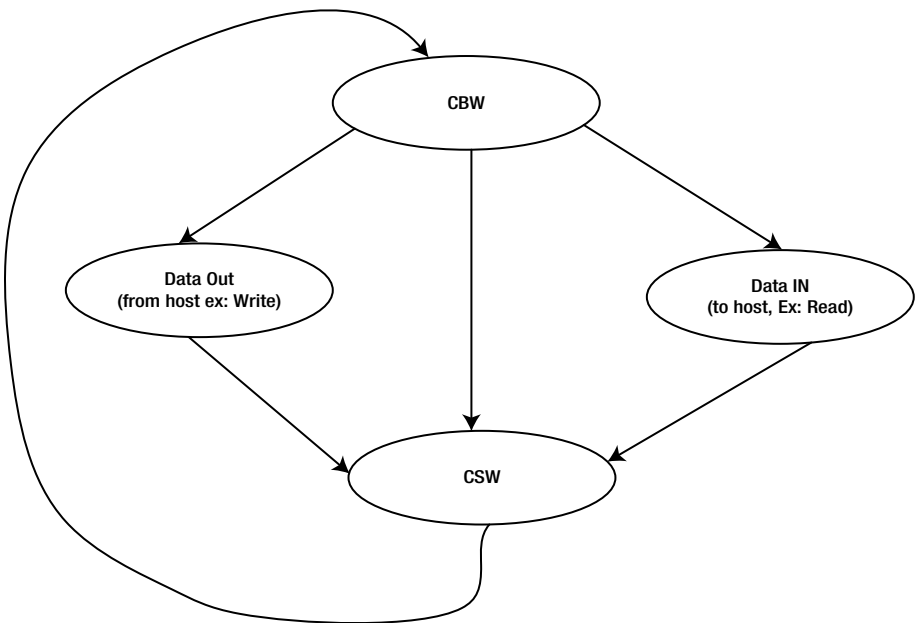 CBW
Data Out
(from host ex: Write)
Data IN
(to host, Ex: Read)
CSW